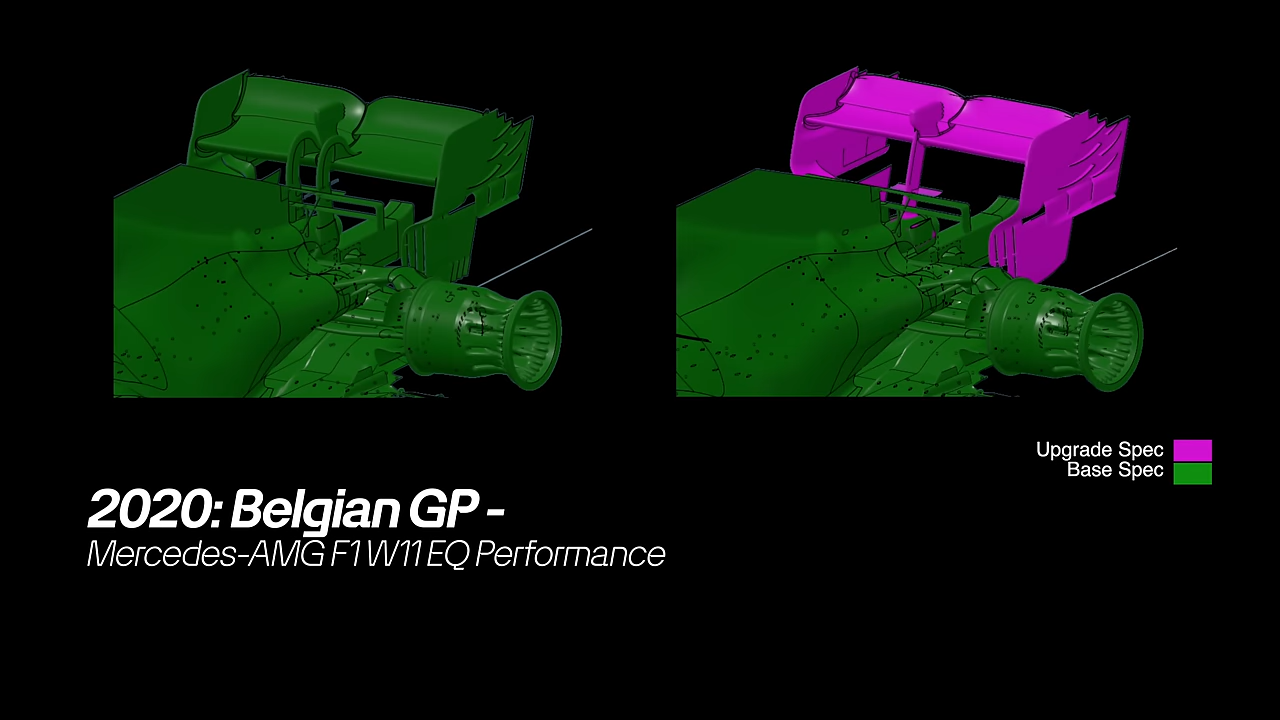 Upgrade Spec
Base Spec
2020: Belgian GP -
Mercedes-AMG F1 W11 EQ Performance